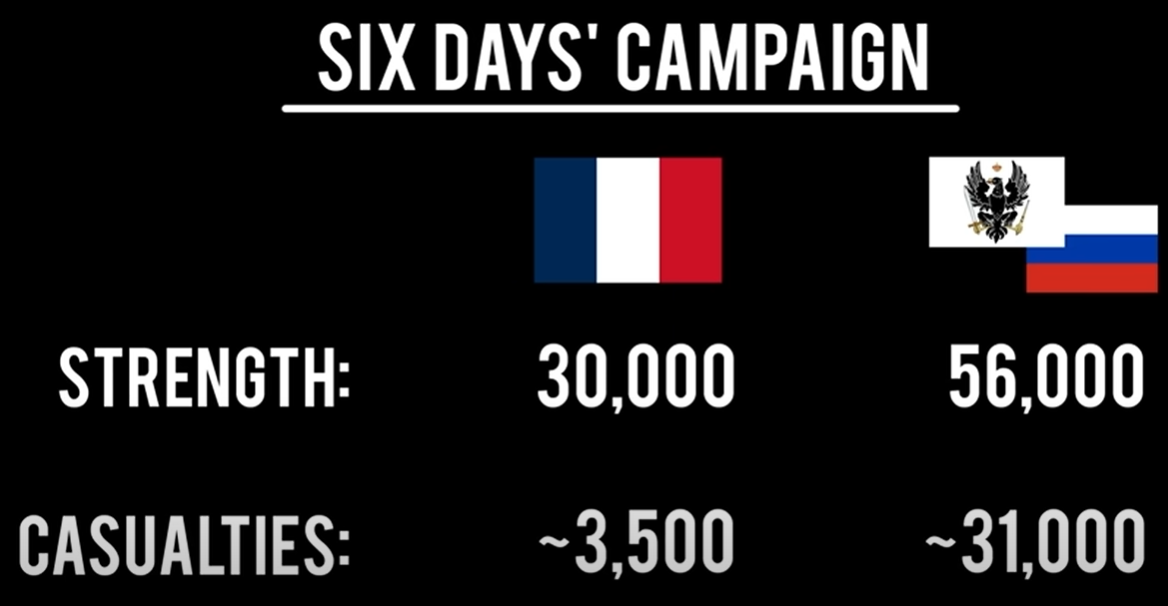 SIX DAYS' CAMPAIGN
STRENGTH: 30,000 56,000
CASUALTIES: ~3,500 ~31,000